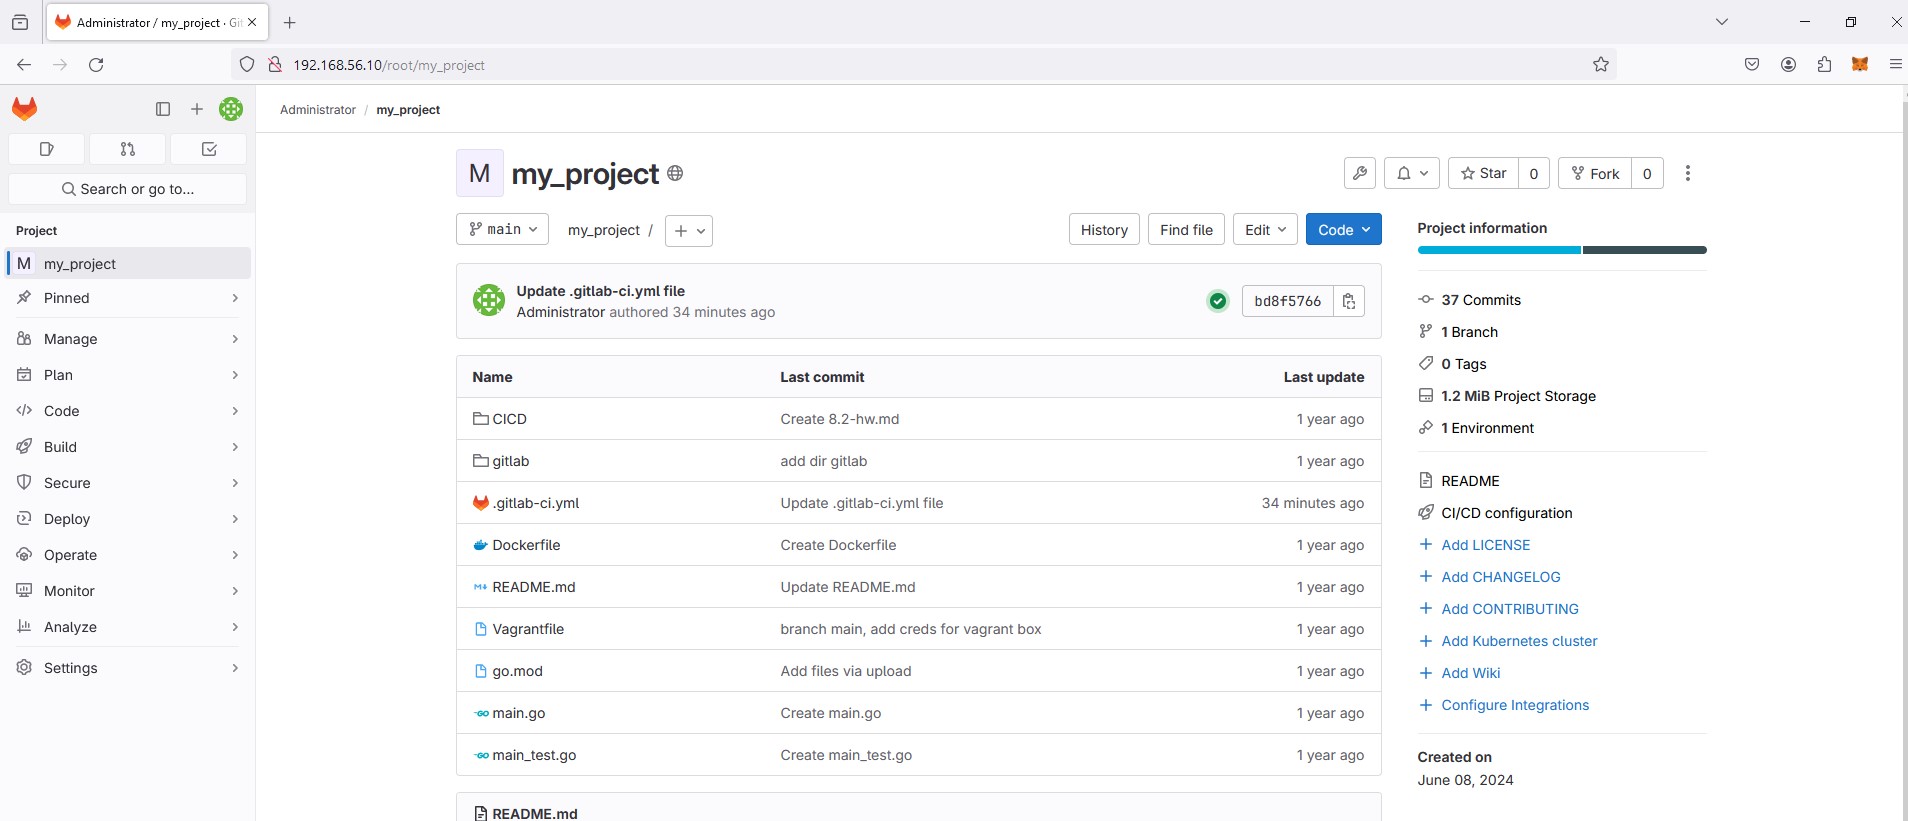 Administrator / my_project · Git
192.168.56.10/root/my_project
Administrator / my_project
Search or go to...
Project
M my_project
Pinned
Manage
Plan
Code
Build
Secure
Deploy
Operate
Monitor
Analyze
Settings
M my_project
Star 0
Fork 0
main
my_project /
History
Find file
Edit
Code
Update .gitlab-ci.yml file
Administrator authored 34 minutes ago
bd8f5766
Name Last commit Last update
CICD Create 8.2-hw.md 1 year ago
gitlab add dir gitlab 1 year ago
.gitlab-ci.yml Update .gitlab-ci.yml file 34 minutes ago
Dockerfile Create Dockerfile 1 year ago
README.md Update README.md 1 year ago
Vagrantfile branch main, add creds for vagrant box 1 year ago
go.mod Add files via upload 1 year ago
main.go Create main.go 1 year ago
main_test.go Create main_test.go 1 year ago
README.md
Project information
37 Commits
1 Branch
0 Tags
1.2 MiB Project Storage
1 Environment
README
CI/CD configuration
Add LICENSE
Add CHANGELOG
Add CONTRIBUTING
Add Kubernetes cluster
Add Wiki
Configure Integrations
Created on
June 08, 2024